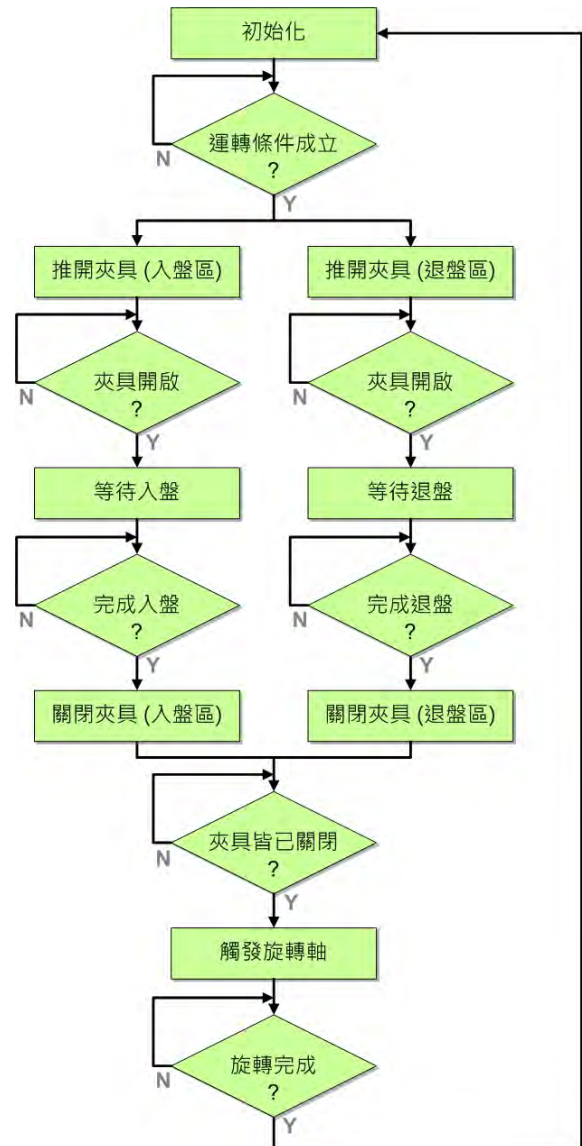 初始化
運轉條件成立
?
N
Y
推開夾具 (入盤區)
推開夾具 (退盤區)
夾具開啟
?
N
Y
夾具開啟
?
N
Y
等待入盤
等待退盤
完成入盤
?
N
Y
完成退盤
?
N
Y
關閉夾具 (入盤區)
關閉夾具 (退盤區)
夾具皆已關閉
?
N
Y
觸發旋轉軸
旋轉完成
?
N
Y